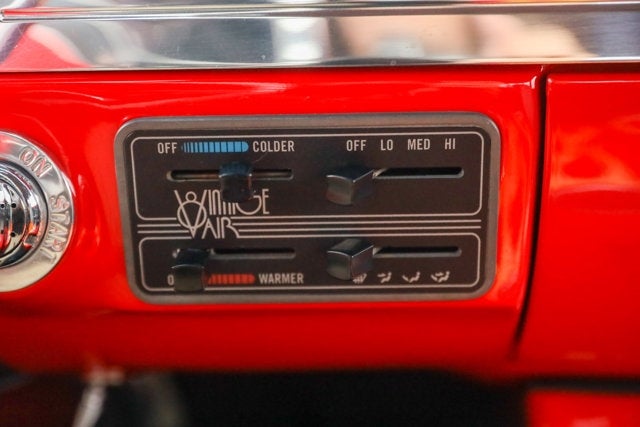 OFF COLDER OFF LO MED HI
VINTAGE
AIR
WARMER
ON
START